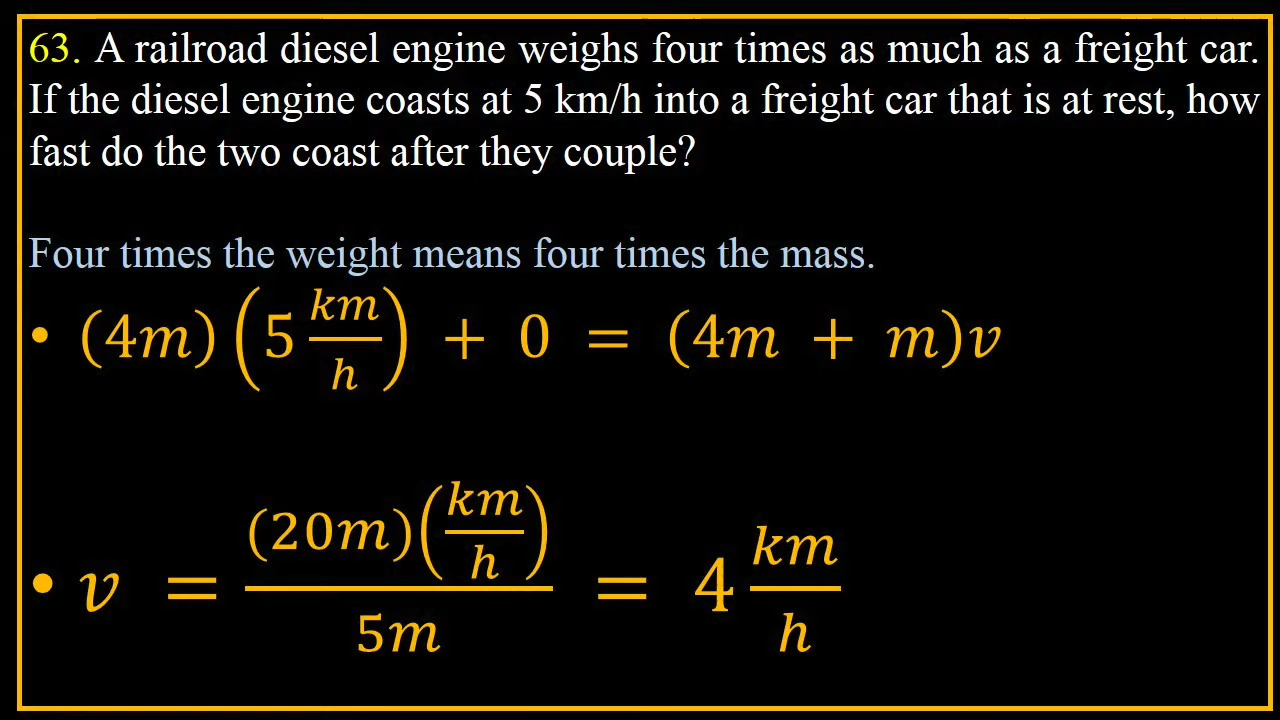 63. A railroad diesel engine weighs four times as much as a freight car.
If the diesel engine coasts at 5 km/h into a freight car that is at rest, how
fast do the two coast after they couple?
Four times the weight means four times the mass.
• (4m) (5 km/h) + 0 = (4m + m)v
• v = (20m)(km/h) / 5m = 4 km/h